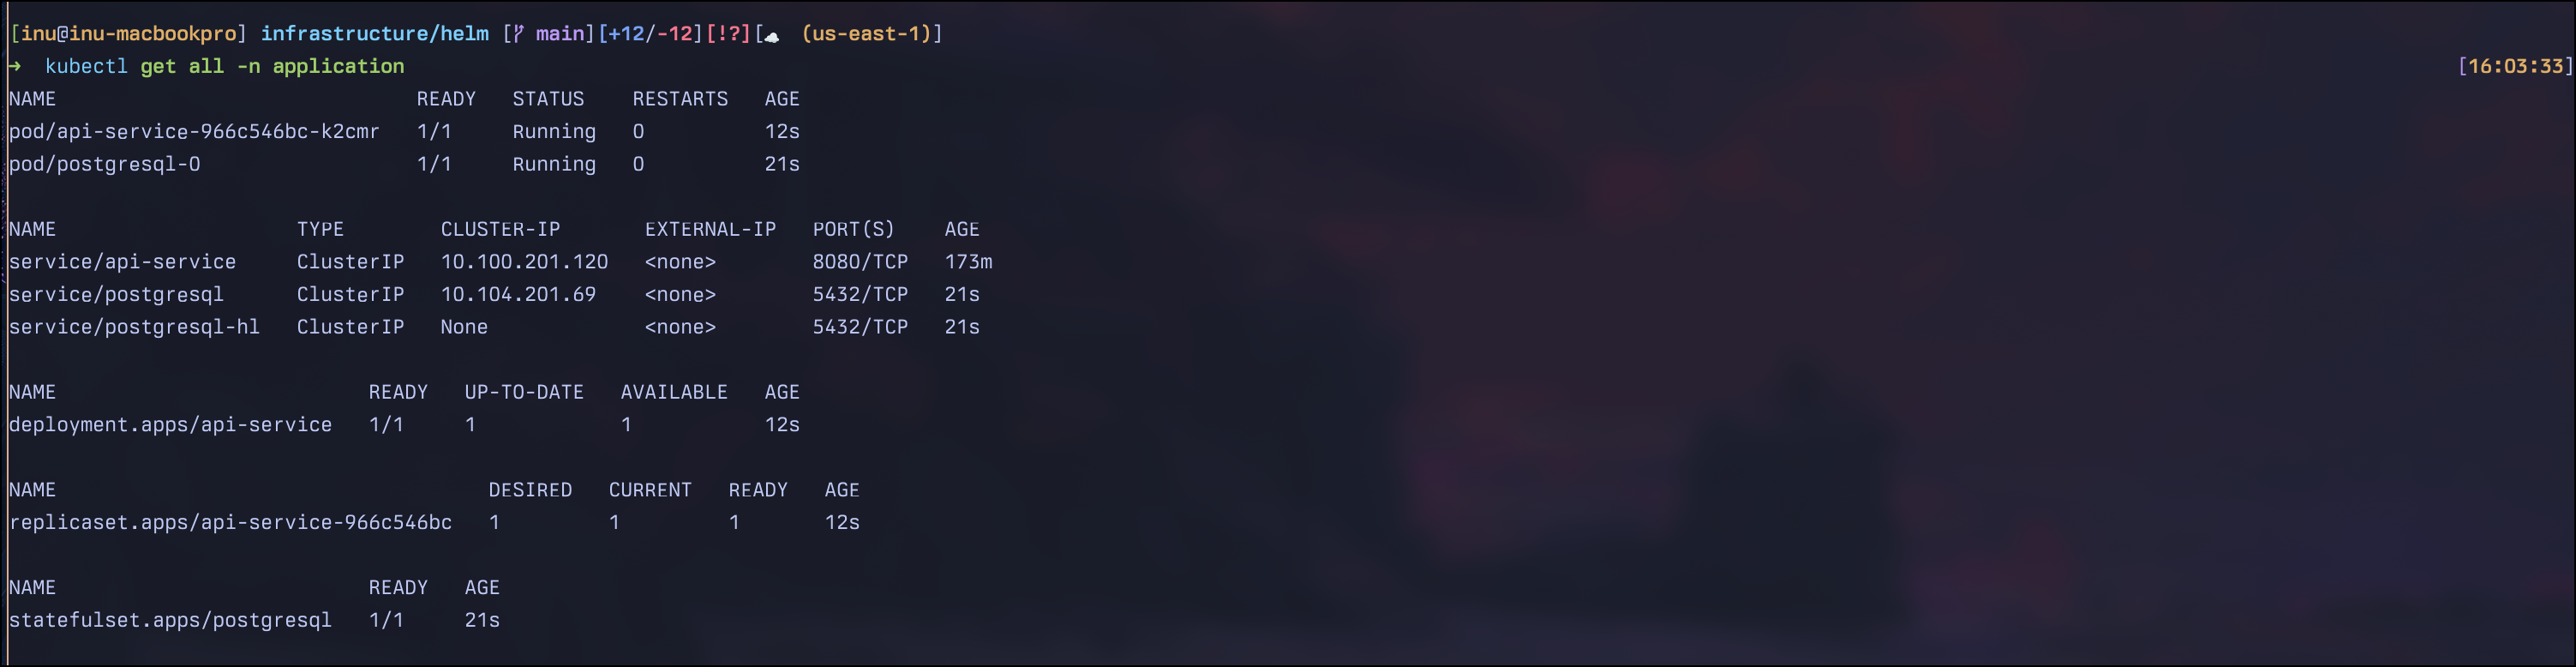 [inu@inu-macbookpro] infrastructure/helm [ main][+12/-12][!?][☁ (us-east-1)]
➜ kubectl get all -n application [16:03:33]
NAME READY STATUS RESTARTS AGE
pod/api-service-966c546bc-k2cmr 1/1 Running 0 12s
pod/postgresql-0 1/1 Running 0 21s
NAME TYPE CLUSTER-IP EXTERNAL-IP PORT(S) AGE
service/api-service ClusterIP 10.100.201.120 <none> 8080/TCP 173m
service/postgresql ClusterIP 10.104.201.69 <none> 5432/TCP 21s
service/postgresql-hl ClusterIP None <none> 5432/TCP 21s
NAME READY UP-TO-DATE AVAILABLE AGE
deployment.apps/api-service 1/1 1 1 12s
NAME DESIRED CURRENT READY AGE
replicaset.apps/api-service-966c546bc 1 1 1 12s
NAME READY AGE
statefulset.apps/postgresql 1/1 21s